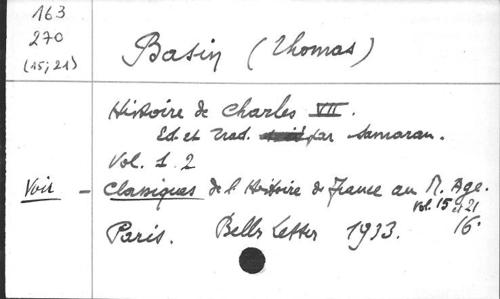 163
270
(15; 21)
Basin (Thomas)
Histoire de Charles VII.
Ed. et Trad. par Samaran.
Vol. 1. 2
Voir - Classiques de l'Histoire de France au M. Age.
Vol. 15 et 21
Paris. Belles Letter 1933. 16.